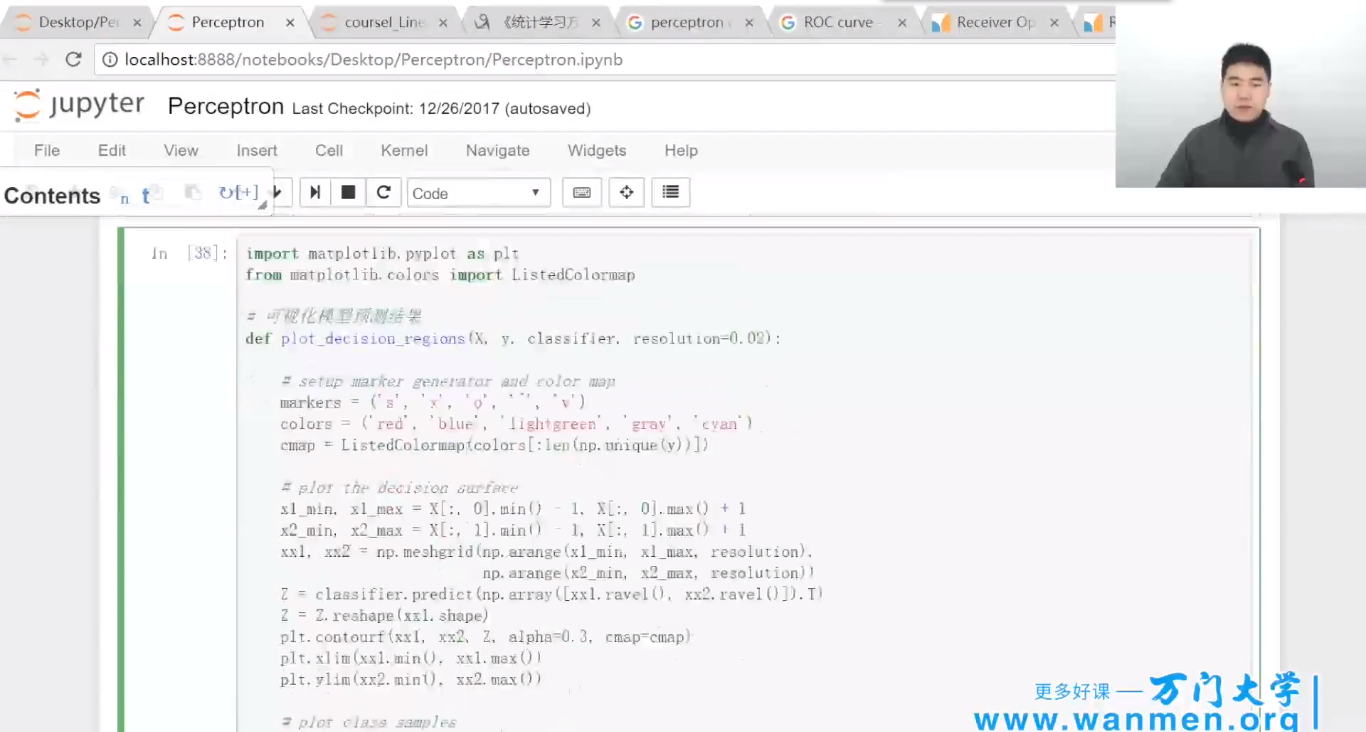 Desktop/Per
Perceptron
coursel_Line
《统计学习方
perceptron
ROC curve
Receiver Op
localhost:8888/notebooks/Desktop/Perceptron/Perceptron.ipynb
jupyter Perceptron Last Checkpoint: 12/26/2017 (autosaved)
File Edit View Insert Cell Kernel Navigate Widgets Help
Contents n t [+] Code
In [38]: import matplotlib.pyplot as plt
from matplotlib.colors import ListedColormap
# 可视化模型预测结果
def plot_decision_regions(X, y, classifier, resolution=0.02):
# setup marker generator and color map
markers = ('s', 'x', 'o', '^', 'v')
colors = ('red', 'blue', 'lightgreen', 'gray', 'cyan')
cmap = ListedColormap(colors[:len(np.unique(y))])
# plot the decision surface
x1_min, x1_max = X[:, 0].min() - 1, X[:, 0].max() + 1
x2_min, x2_max = X[:, 1].min() - 1, X[:, 1].max() + 1
xx1, xx2 = np.meshgrid(np.arange(x1_min, x1_max, resolution),
np.arange(x2_min, x2_max, resolution))
Z = classifier.predict(np.array([xx1.ravel(), xx2.ravel()]).T)
Z = Z.reshape(xx1.shape)
plt.contourf(xx1, xx2, Z, alpha=0.3, cmap=cmap)
plt.xlim(xx1.min(), xx1.max())
plt.ylim(xx2.min(), xx2.max())
# plot class samples
更多好课 — 万门大学
www.wanmen.org